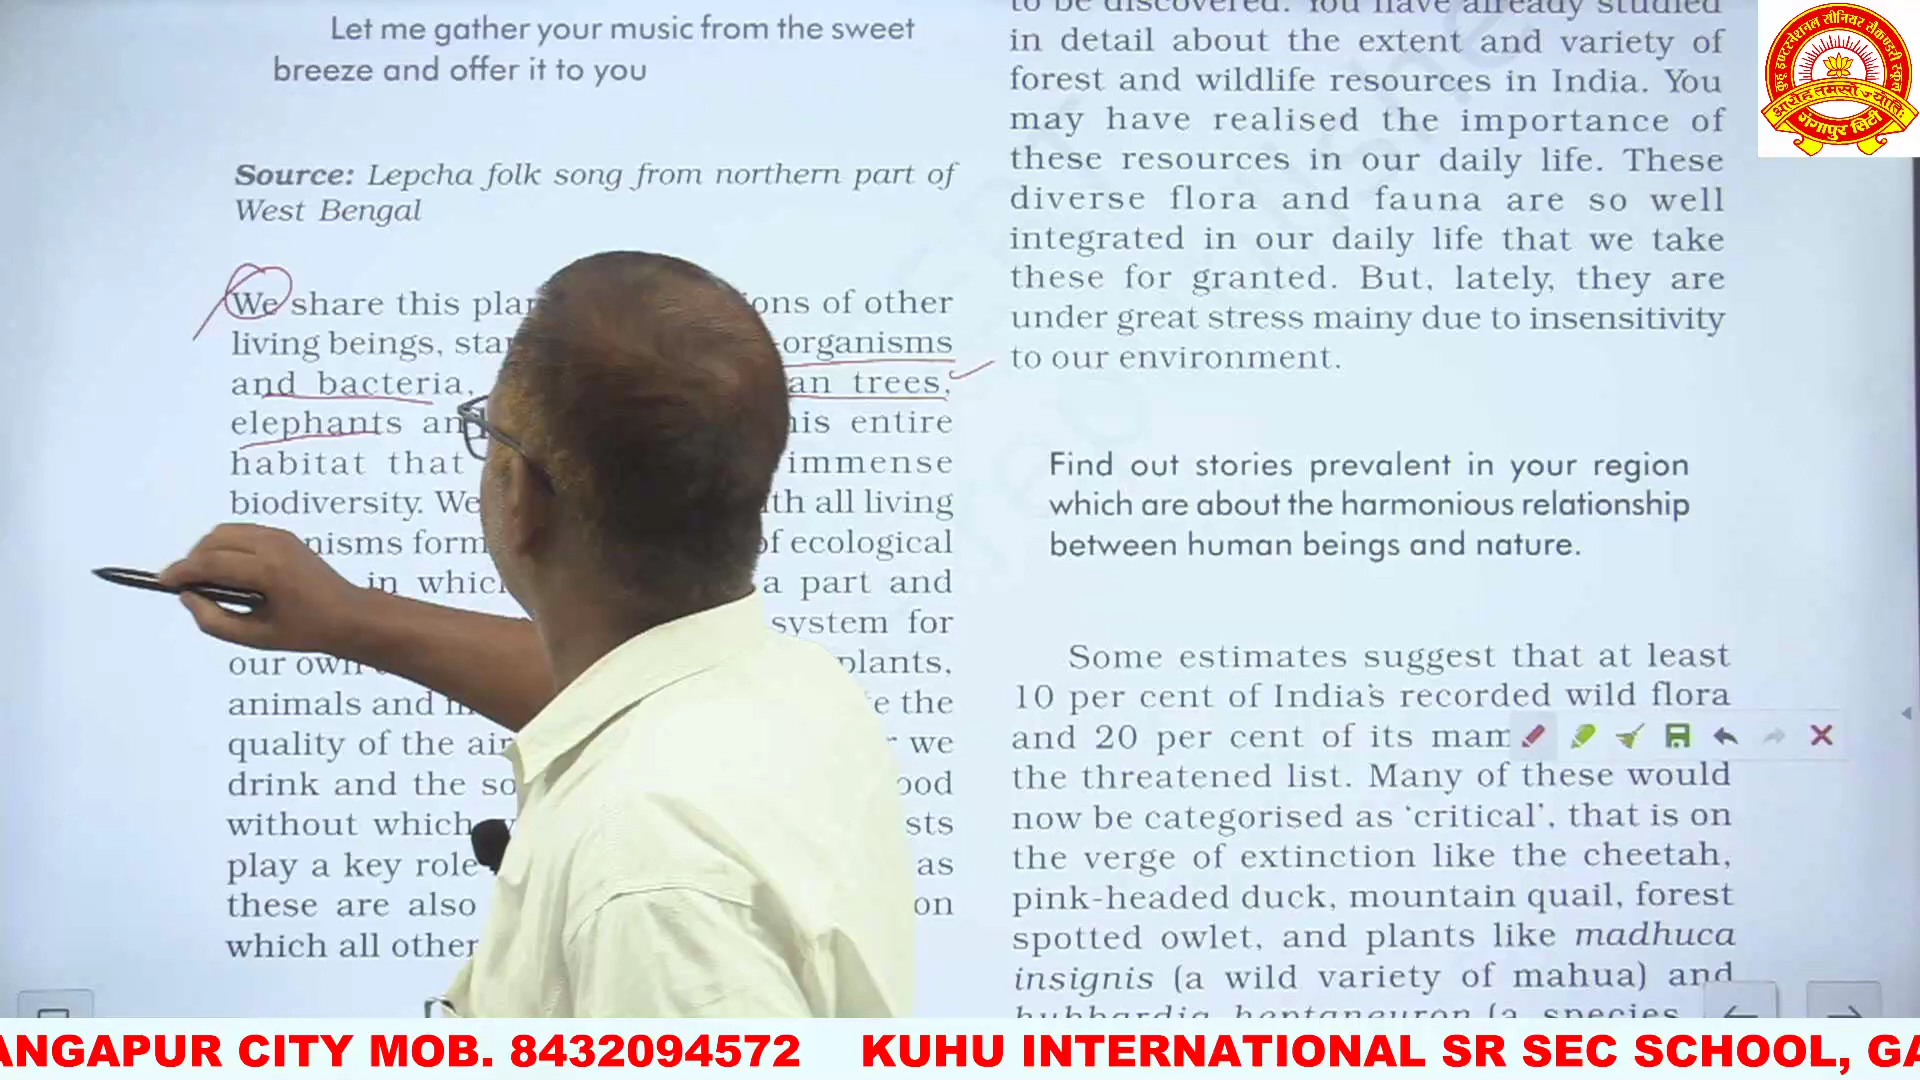 Let me gather your music from the sweet
breeze and offer it to you
Source: Lepcha folk song from northern part of
West Bengal
We share this ons of other
living beings, organisms
and bacteria, an trees,
elephants his entire
habitat that immense
biodiversity. We th all living
nisms form of ecological
in which a part and
system for
our own plants,
animals and e the
quality of the air we
drink and the ood
without which sts
play a key role as
these are also on
which all other
to be discovered. You have already studied
in detail about the extent and variety of
forest and wildlife resources in India. You
may have realised the importance of
these resources in our daily life. These
diverse flora and fauna are so well
integrated in our daily life that we take
these for granted. But, lately, they are
under great stress mainy due to insensitivity
to our environment.
Find out stories prevalent in your region
which are about the harmonious relationship
between human beings and nature.
Some estimates suggest that at least
10 per cent of India's recorded wild flora
and 20 per cent of its mam
the threatened list. Many of these would
now be categorised as ‘critical’, that is on
the verge of extinction like the cheetah,
pink-headed duck, mountain quail, forest
spotted owlet, and plants like madhuca
insignis (a wild variety of mahua) and
hubbardia heptaneuron (a species
कुहू इण्टरनेशनल सीनियर सैकण्डरी स्कूल
आरोह तमसो ज्योतिः
गंगापुर सिटी
ANGAPUR CITY MOB. 8432094572 KUHU INTERNATIONAL SR SEC SCHOOL, GA